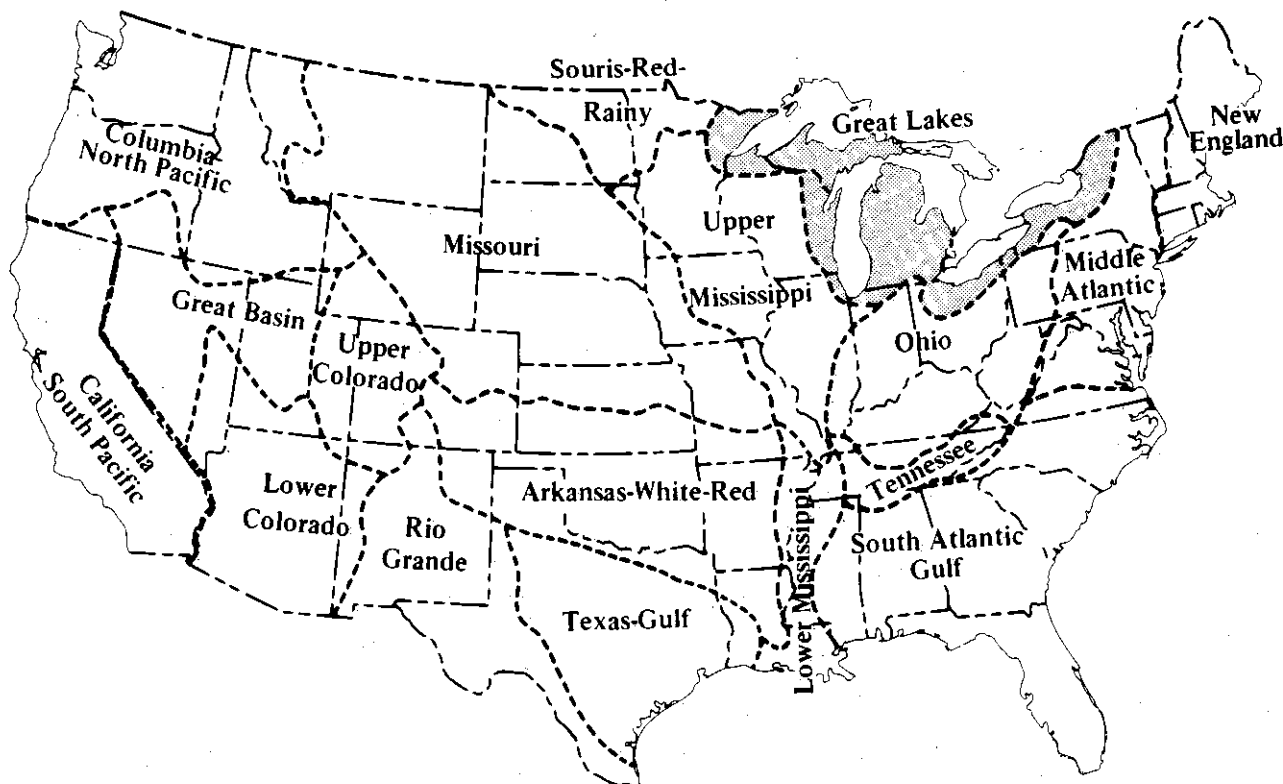 Souris-Red-
Rainy
Great Lakes
New
England
Columbia-
North Pacific
Upper
Mississippi
Missouri
Middle
Atlantic
Great Basin
Ohio
Upper
Colorado
California
South Pacific
Tennessee
Lower
Colorado
Arkansas-White-Red
Rio
Grande
Lower Mississippi
South Atlantic
Gulf
Texas-Gulf